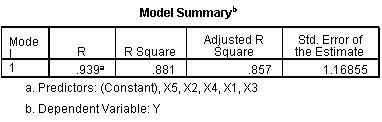 Model Summaryb
Mode
l R R Square Adjusted R Square Std. Error of the Estimate
1 .939a .881 .857 1.16855
a. Predictors: (Constant), X5, X2, X4, X1, X3
b. Dependent Variable: Y